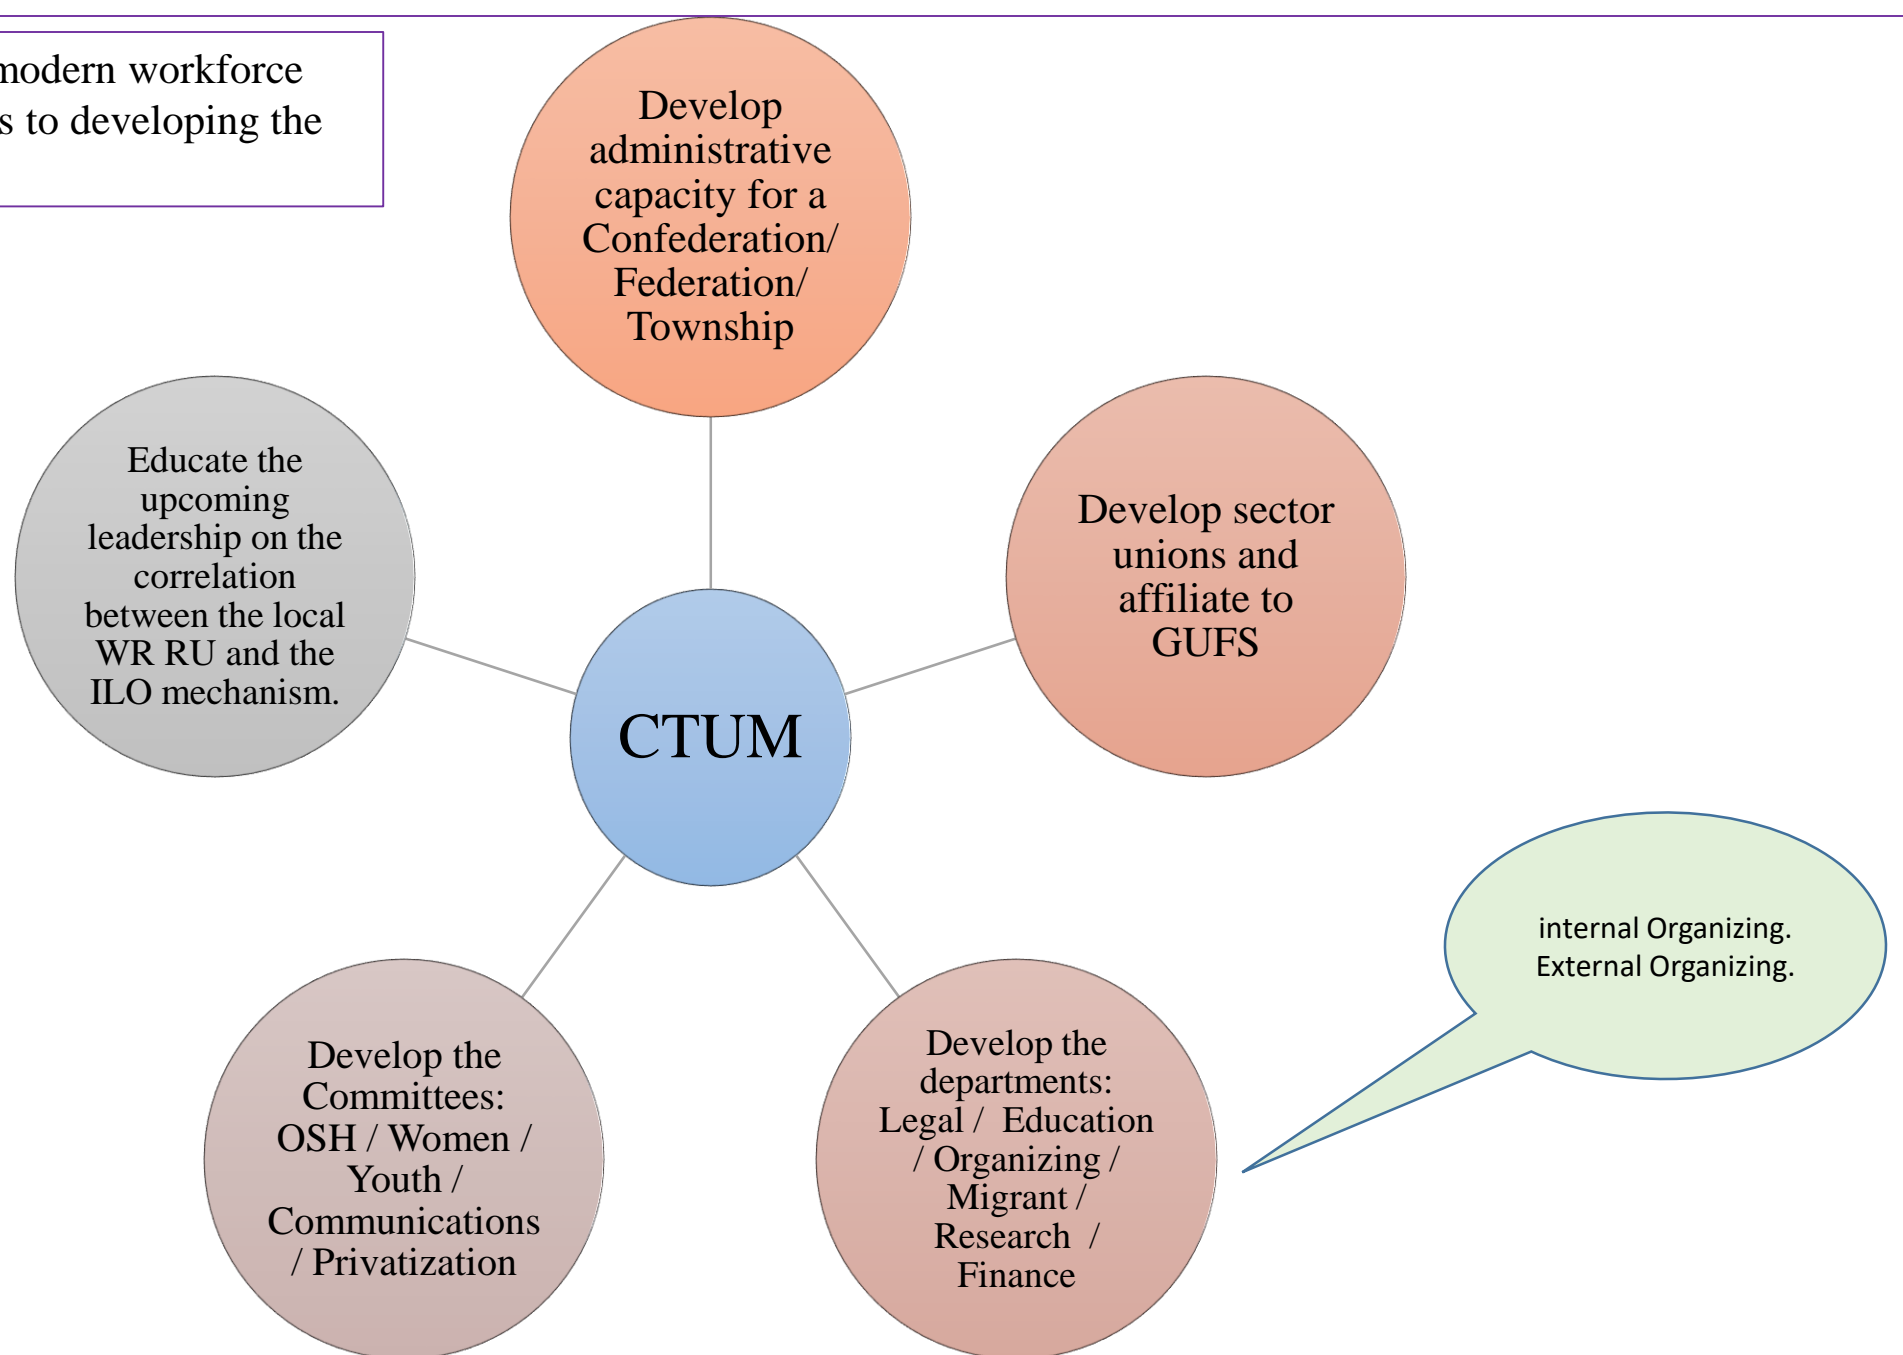 modern workforce
s to developing the
Develop
administrative
capacity for a
Confederation/
Federation/
Township
Educate the
upcoming
leadership on the
correlation
between the local
WR RU and the
ILO mechanism.
Develop sector
unions and
affiliate to
GUFS
CTUM
internal Organizing.
External Organizing.
Develop the
Committees:
OSH / Women /
Youth /
Communications
/ Privatization
Develop the
departments:
Legal / Education
/ Organizing /
Migrant /
Research /
Finance